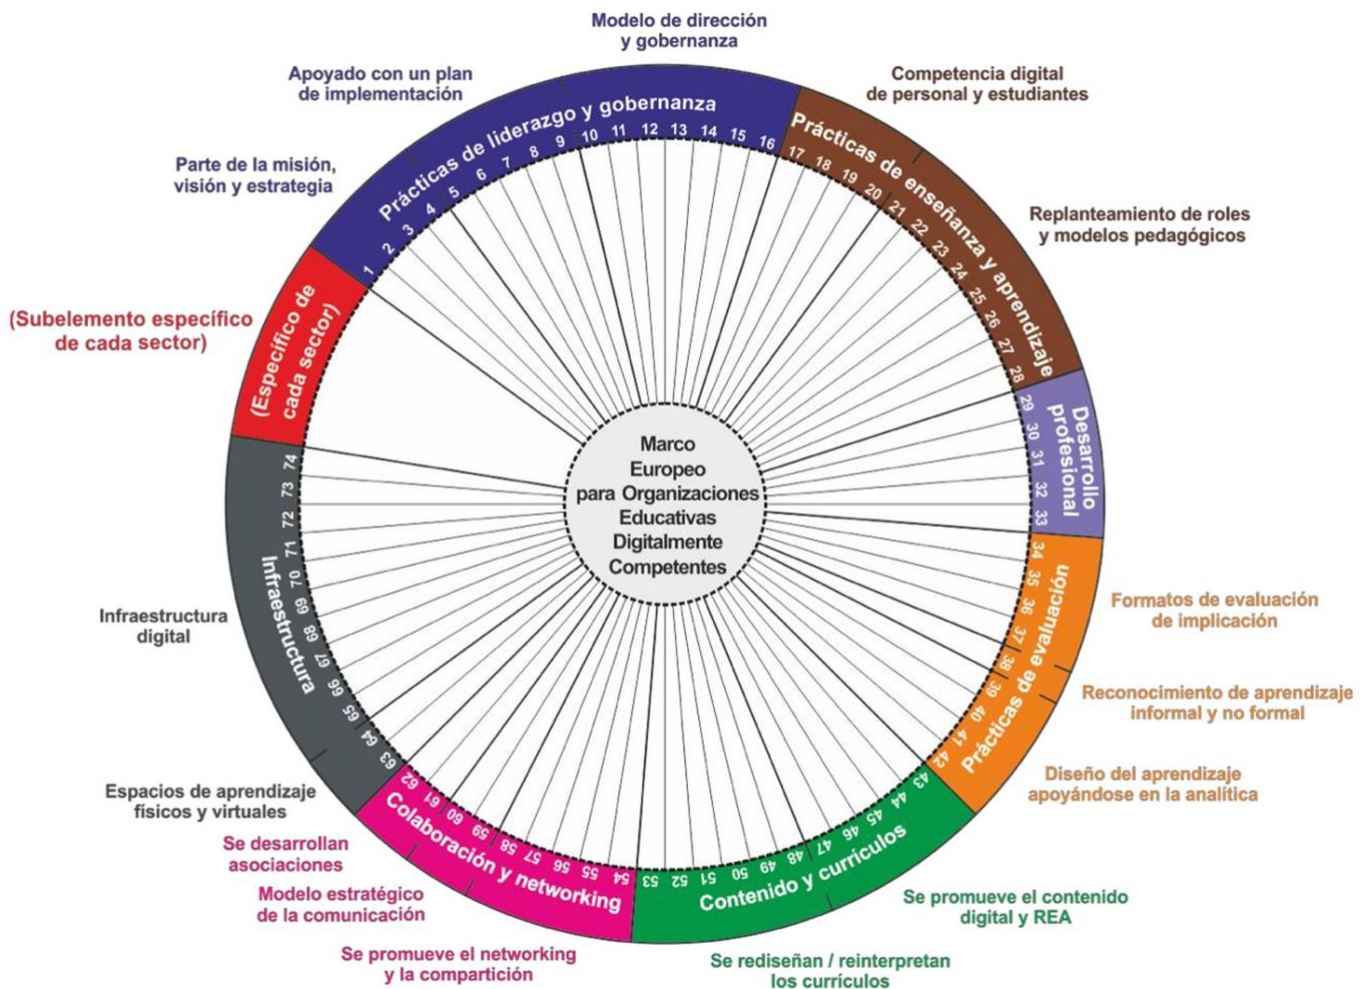 Modelo de dirección
y gobernanza
Apoyado con un plan
de implementación
Parte de la misión,
visión y estrategia
Prácticas de liderazgo y gobernanza
1 2 3 4 5 6 7 8 9 10 11 12 13 14 15 16
Competencia digital
de personal y estudiantes
Replanteamiento de roles
y modelos pedagógicos
Prácticas de enseñanza y aprendizaje
17 18 19 20 21 22 23 24 25 26 27 28
Desarrollo
profesional
29 30 31 32 33
Prácticas de evaluación
34 35 36 37 38 39 40 41 42
Formatos de evaluación
de implicación
Reconocimiento de aprendizaje
informal y no formal
Diseño del aprendizaje
apoyándose en la analítica
Contenido y currículos
43 44 45 46 47 48 49 50 51 52 53
Se promueve el contenido
digital y REA
Se rediseñan / reinterpretan
los currículos
Colaboración y networking
54 55 56 57 58 59 60 61 62
Se promueve el networking
y la compartición
Modelo estratégico
de la comunicación
Se desarrollan
asociaciones
Infraestructura
63 64 65 66 67 68 69 70 71 72 73 74
Espacios de aprendizaje
físicos y virtuales
Infraestructura
digital
(Específico de
cada sector)
(Subelemento específico
de cada sector)
Marco
Europeo
para Organizaciones
Educativas
Digitalmente
Competentes